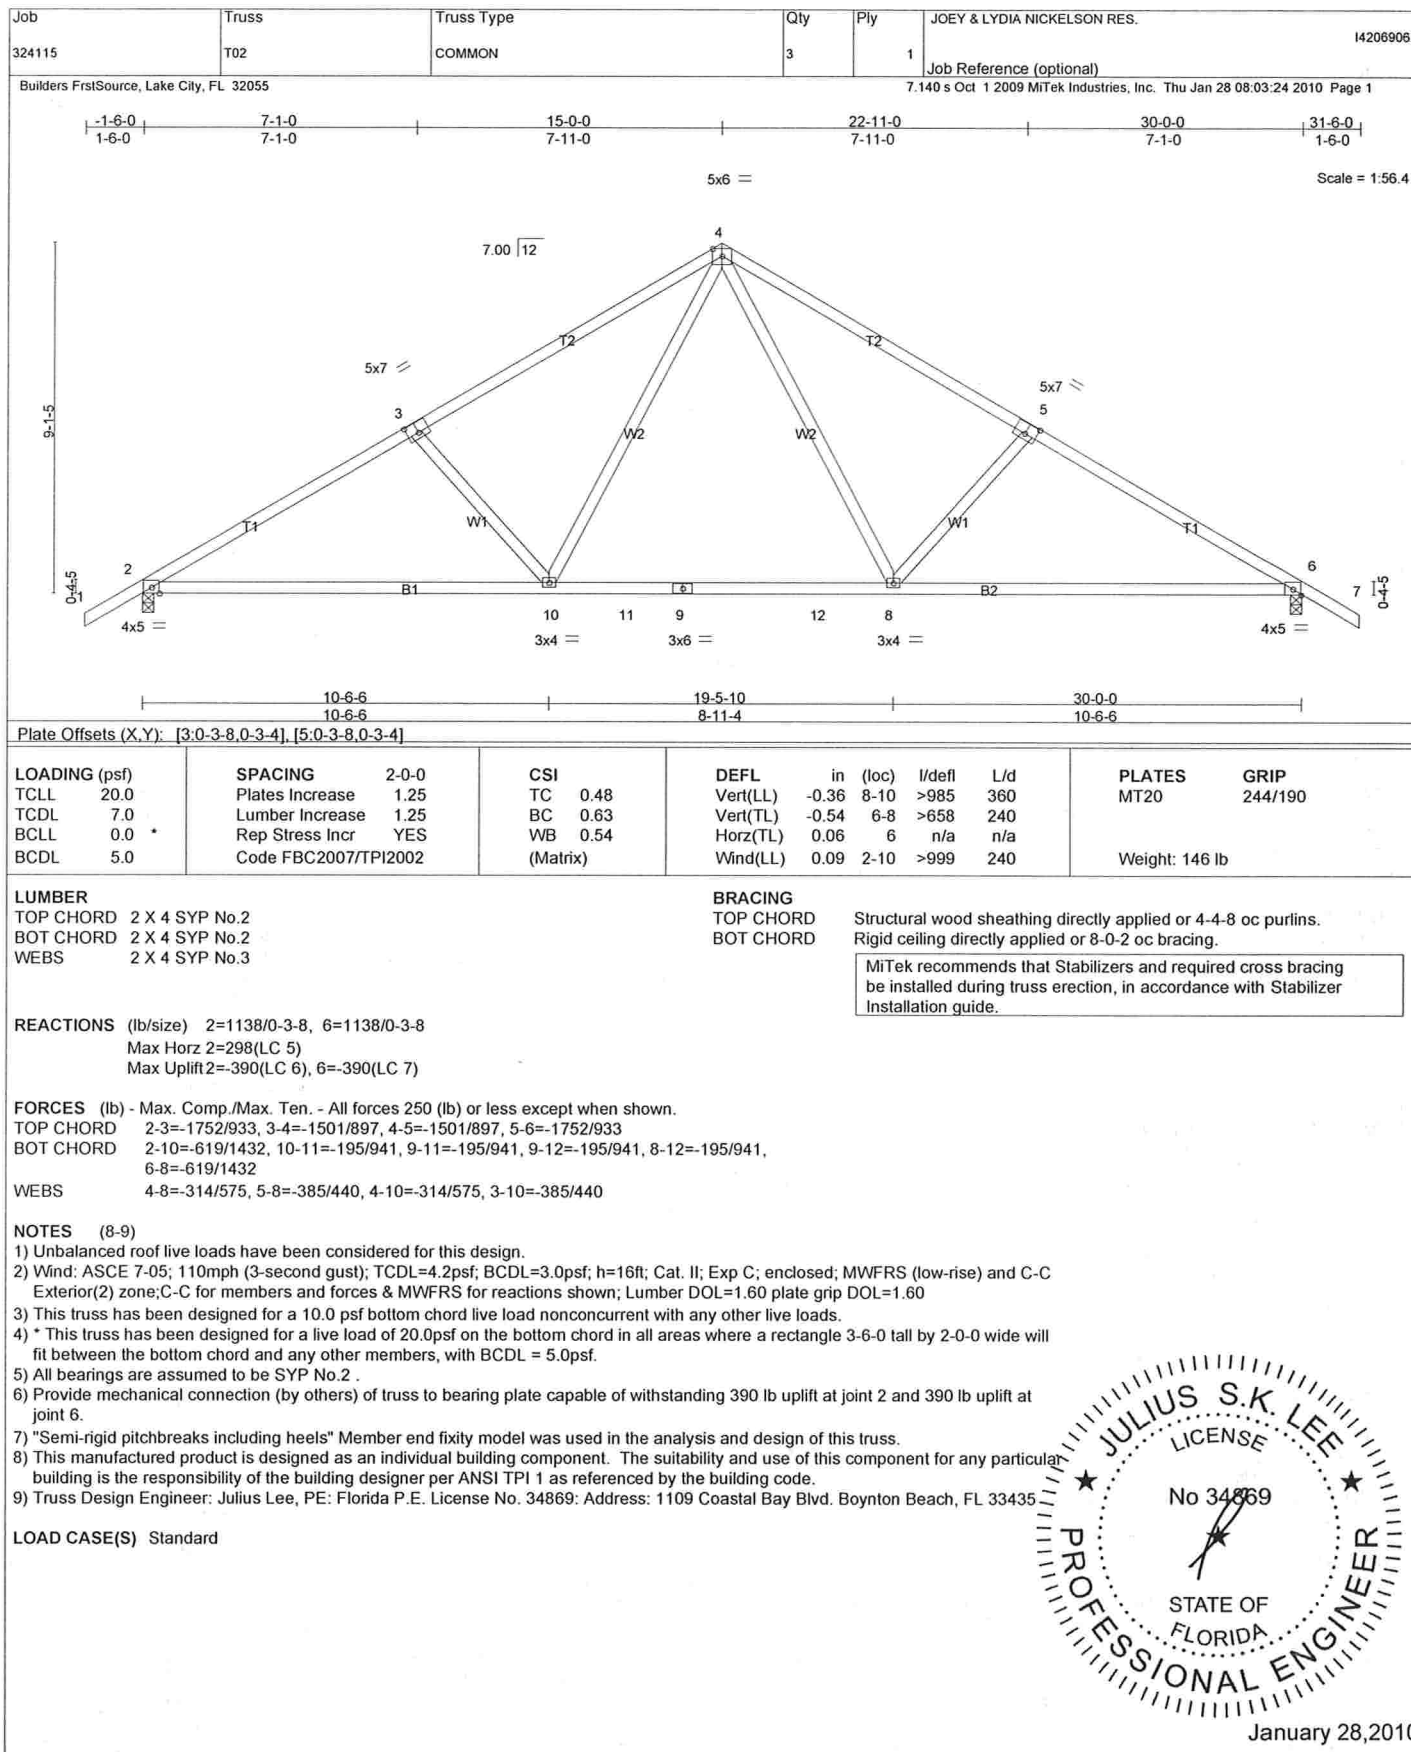 Job Truss Truss Type Qty Ply JOEY & LYDIA NICKELSON RES.
I4206906
324115 T02 COMMON 3 1
Job Reference (optional)
Builders FrstSource, Lake City, FL 32055 7.140 s Oct 1 2009 MiTek Industries, Inc. Thu Jan 28 08:03:24 2010 Page 1
-1-6-0 7-1-0 15-0-0 22-11-0 30-0-0 31-6-0
1-6-0 7-1-0 7-11-0 7-11-0 7-1-0 1-6-0
5x6 = Scale = 1:56.4
4
7.00 12
T2 T2
5x7
5x7
3 5
9-1-5
W2 W2
T1 W1 W1 T1
2 6
0-4-5 1 B1 B2 7 0-4-5
10 11 9 12 8
4x5 = 3x4 = 3x6 = 3x4 = 4x5 =
10-6-6 19-5-10 30-0-0
10-6-6 8-11-4 10-6-6
Plate Offsets (X,Y): [3:0-3-8,0-3-4], [5:0-3-8,0-3-4]
LOADING (psf) SPACING 2-0-0 CSI DEFL in (loc) l/defl L/d PLATES GRIP
TCLL 20.0 Plates Increase 1.25 TC 0.48 Vert(LL) -0.36 8-10 >985 360 MT20 244/190
TCDL 7.0 Lumber Increase 1.25 BC 0.63 Vert(TL) -0.54 6-8 >658 240
BCLL 0.0 * Rep Stress Incr YES WB 0.54 Horz(TL) 0.06 6 n/a n/a
BCDL 5.0 Code FBC2007/TPI2002 (Matrix) Wind(LL) 0.09 2-10 >999 240 Weight: 146 lb
LUMBER BRACING
TOP CHORD 2 X 4 SYP No.2 TOP CHORD Structural wood sheathing directly applied or 4-4-8 oc purlins.
BOT CHORD 2 X 4 SYP No.2 BOT CHORD Rigid ceiling directly applied or 8-0-2 oc bracing.
WEBS 2 X 4 SYP No.3
MiTek recommends that Stabilizers and required cross bracing
be installed during truss erection, in accordance with Stabilizer
Installation guide.
REACTIONS (lb/size) 2=1138/0-3-8, 6=1138/0-3-8
Max Horz 2=298(LC 5)
Max Uplift2=-390(LC 6), 6=-390(LC 7)
FORCES (lb) - Max. Comp./Max. Ten. - All forces 250 (lb) or less except when shown.
TOP CHORD 2-3=-1752/933, 3-4=-1501/897, 4-5=-1501/897, 5-6=-1752/933
BOT CHORD 2-10=-619/1432, 10-11=-195/941, 9-11=-195/941, 9-12=-195/941, 8-12=-195/941,
6-8=-619/1432
WEBS 4-8=-314/575, 5-8=-385/440, 4-10=-314/575, 3-10=-385/440
NOTES (8-9)
1) Unbalanced roof live loads have been considered for this design.
2) Wind: ASCE 7-05; 110mph (3-second gust); TCDL=4.2psf; BCDL=3.0psf; h=16ft; Cat. II; Exp C; enclosed; MWFRS (low-rise) and C-C
Exterior(2) zone;C-C for members and forces & MWFRS for reactions shown; Lumber DOL=1.60 plate grip DOL=1.60
3) This truss has been designed for a 10.0 psf bottom chord live load nonconcurrent with any other live loads.
4) * This truss has been designed for a live load of 20.0psf on the bottom chord in all areas where a rectangle 3-6-0 tall by 2-0-0 wide will
fit between the bottom chord and any other members, with BCDL = 5.0psf.
5) All bearings are assumed to be SYP No.2 .
6) Provide mechanical connection (by others) of truss to bearing plate capable of withstanding 390 lb uplift at joint 2 and 390 lb uplift at
joint 6.
7) "Semi-rigid pitchbreaks including heels" Member end fixity model was used in the analysis and design of this truss.
8) This manufactured product is designed as an individual building component. The suitability and use of this component for any particular
building is the responsibility of the building designer per ANSI TPI 1 as referenced by the building code.
9) Truss Design Engineer: Julius Lee, PE: Florida P.E. License No. 34869: Address: 1109 Coastal Bay Blvd. Boynton Beach, FL 33435
LOAD CASE(S) Standard
JULIUS S.K. LEE
LICENSE
No 34869
STATE OF
FLORIDA
PROFESSIONAL ENGINEER
January 28,2010